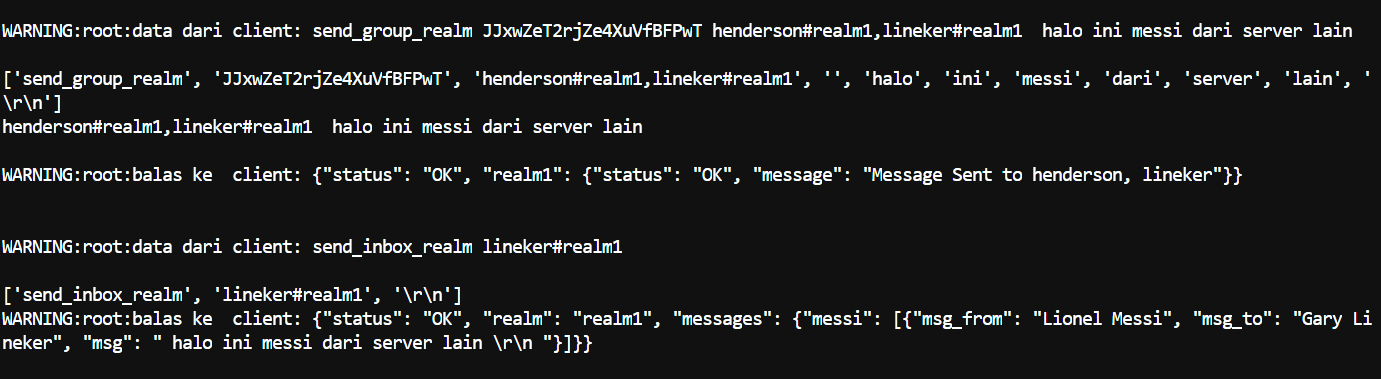 WARNING:root:data dari client: send_group_realm JJxwZeT2rjZe4XuVfBFPwT henderson#realm1,lineker#realm1  halo ini messi dari server lain
['send_group_realm', 'JJxwZeT2rjZe4XuVfBFPwT', 'henderson#realm1,lineker#realm1', '', 'halo', 'ini', 'messi', 'dari', 'server', 'lain', '
\r\n']
henderson#realm1,lineker#realm1  halo ini messi dari server lain
WARNING:root:balas ke  client: {"status": "OK", "realm1": {"status": "OK", "message": "Message Sent to henderson, lineker"}}
WARNING:root:data dari client: send_inbox_realm lineker#realm1
['send_inbox_realm', 'lineker#realm1', '\r\n']
WARNING:root:balas ke  client: {"status": "OK", "realm": "realm1", "messages": {"messi": [{"msg_from": "Lionel Messi", "msg_to": "Gary Li
neker", "msg": " halo ini messi dari server lain \r\n "}]}}